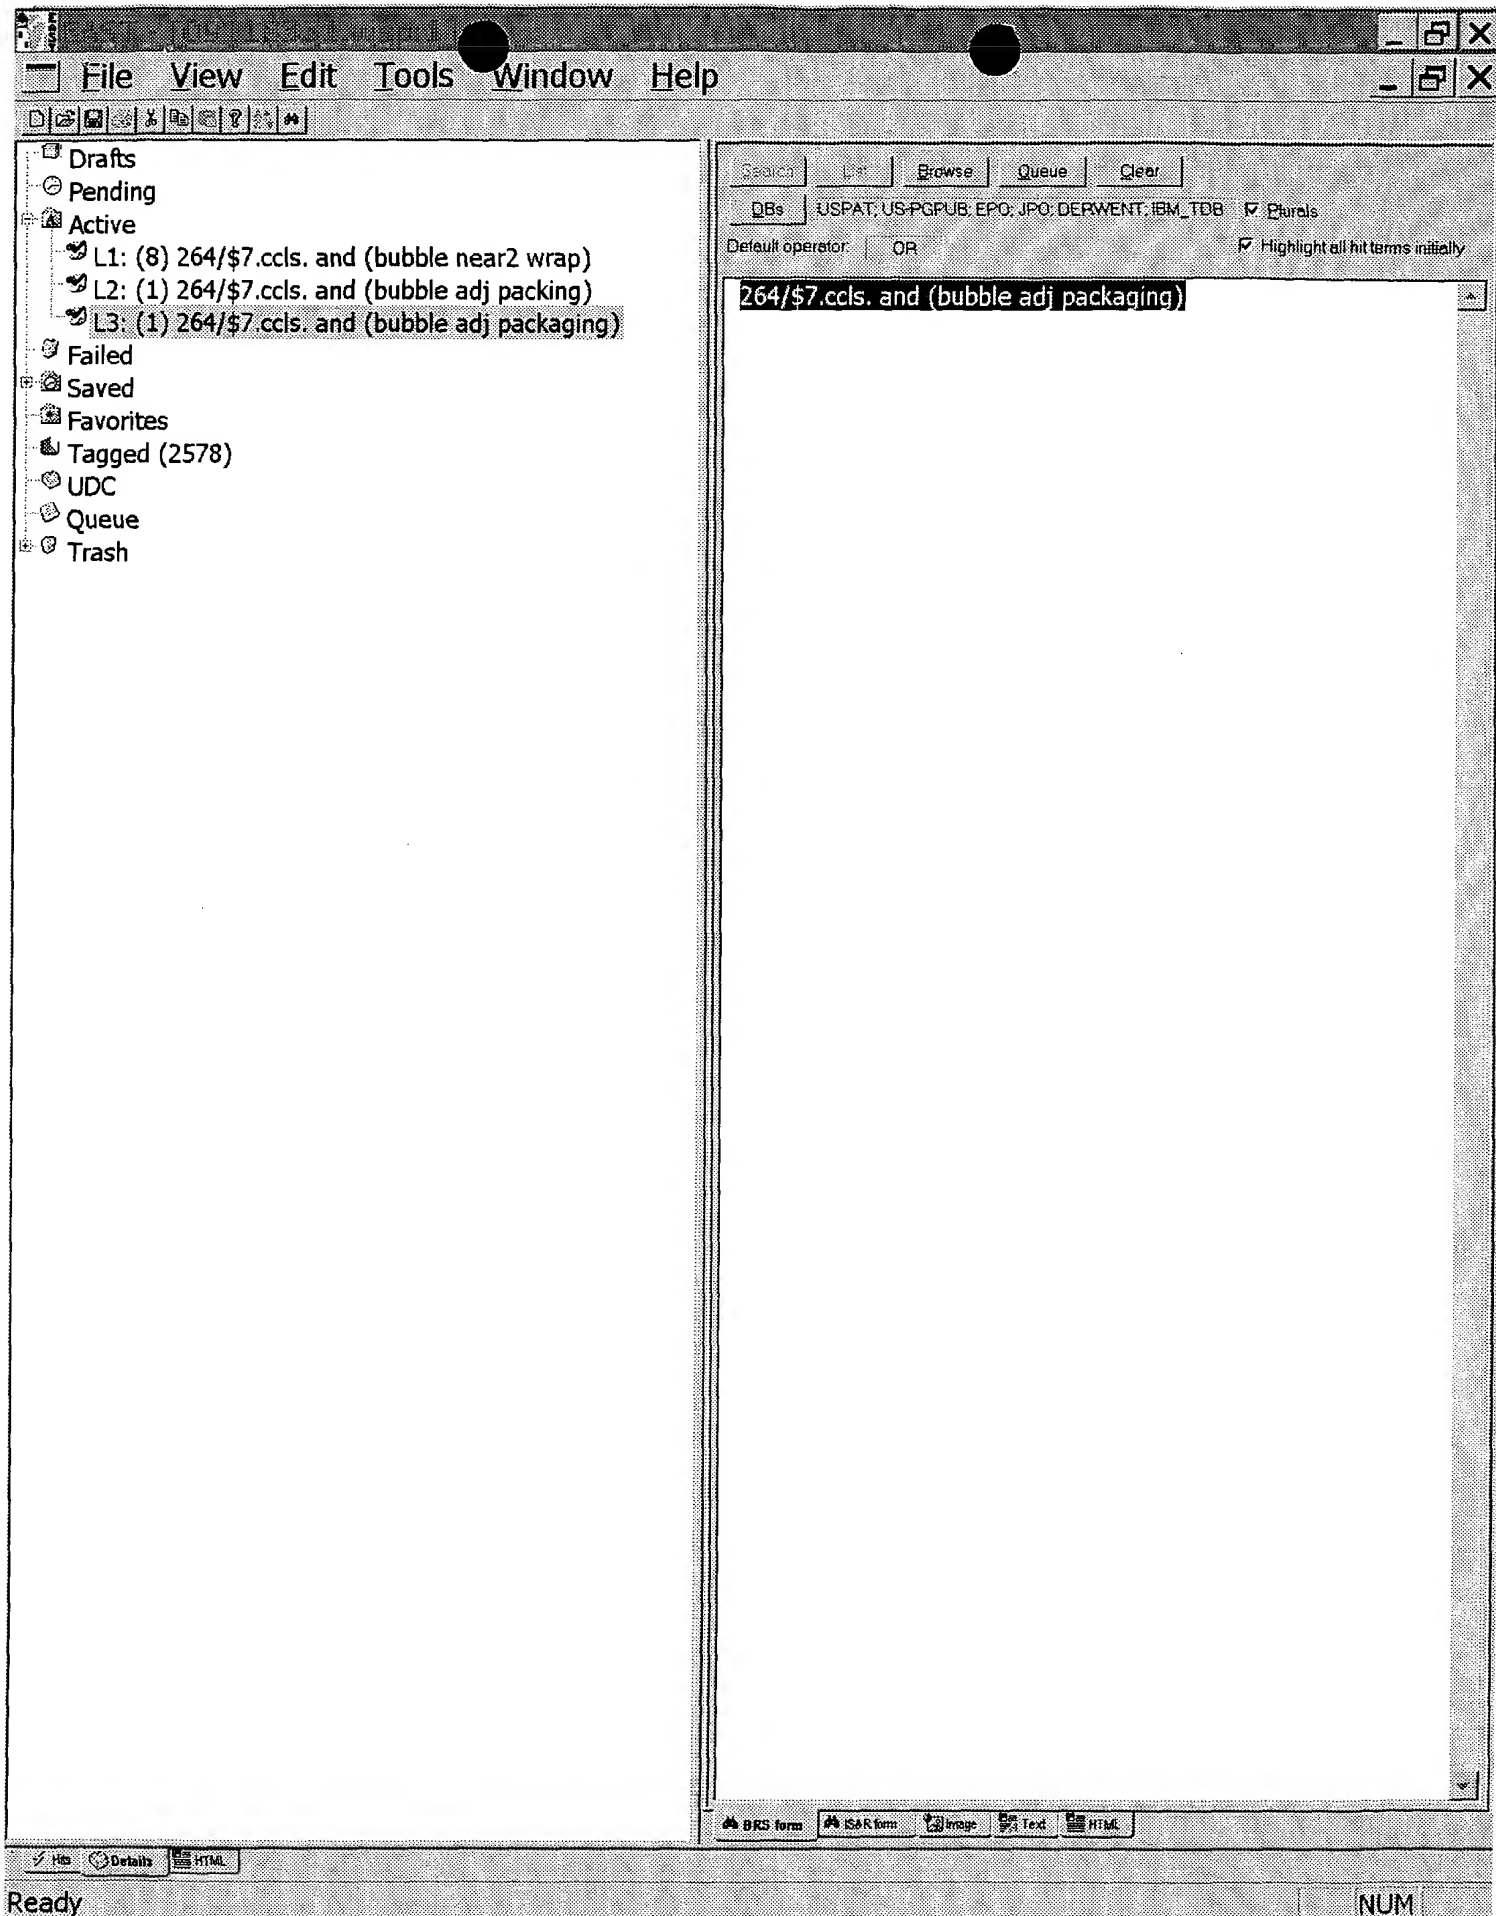 File View Edit Tools Window Help
Drafts
Pending
Active
L1: (8) 264/$7.ccls. and (bubble near2 wrap)
L2: (1) 264/$7.ccls. and (bubble adj packing)
L3: (1) 264/$7.ccls. and (bubble adj packaging)
Failed
Saved
Favorites
Tagged (2578)
UDC
Queue
Trash
Search List Browse Queue Clear
DBs USPAT; US-PGPUB; EPO; JPO; DERWENT; IBM_TDB Plurals
Default operator: OR Highlight all hit terms initially
264/$7.ccls. and (bubble adj packaging)
BRS form IS&R form Image Text HTML
Hits Details HTML
Ready NUM